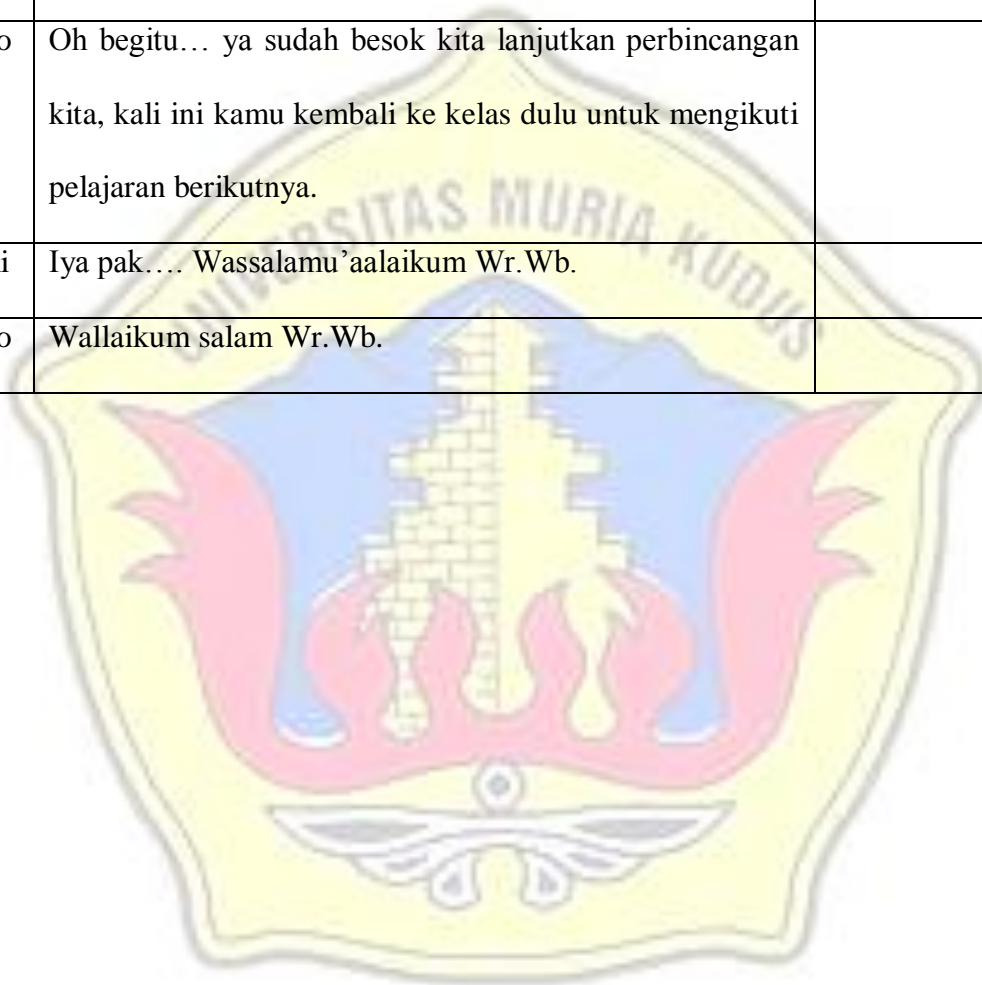 o Oh begitu… ya sudah besok kita lanjutkan perbincangan
kita, kali ini kamu kembali ke kelas dulu untuk mengikuti
pelajaran berikutnya.
i Iya pak…. Wassalamu’aalaikum Wr.Wb.
o Wallaikum salam Wr.Wb.
UNIVERSITAS MURIA KUDUS